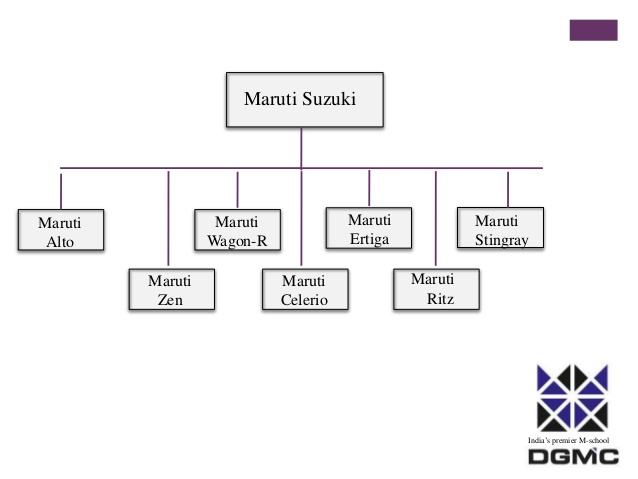 Maruti Suzuki
Maruti
Alto
Maruti
Wagon-R
Maruti
Ertiga
Maruti
Stingray
Maruti
Zen
Maruti
Celerio
Maruti
Ritz
India's premier M-school
DGMC